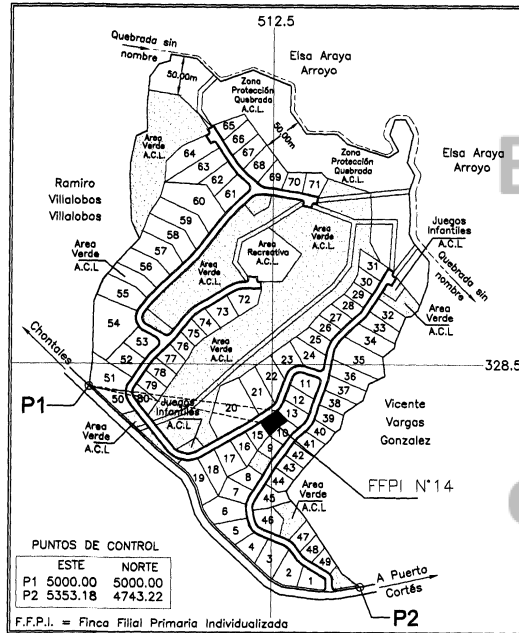 512.5
Quebrada sin
nombre
50.00m
Elsa Araya
Arroyo
Zona
Protección
Quebrada
A.C.L.
50.00m
Zona
Protección
Quebrada
A.C.L.
Elsa Araya
Arroyo
Area
Verde
A.C.L.
65
66
64
67
63
68
62
69
70
71
61
60
Ramiro
Villalobos
Villalobos
59
58
57
56
55
54
53
52
51
50
Area
Verde
A.C.L
Area
Verde
A.C.L.
Area
Recreativa
A.C.L.
Area
Verde
A.C.L.
Juegos
Infantiles
A.C.L
Quebrada sin
nombre
Area
Verde
A.C.L
31
30
29
28
27
26
25
24
23
22
21
20
32
33
34
35
36
37
38
39
40
41
42
43
44
45
46
47
48
49
72
73
74
75
76
77
78
79
80
Area
Verde
A.C.L.
328.5
Chontales
P1
Juegos
Infantiles
A.C.L
Area
Verde
A.C.L
11
12
13
10
9
15
16
17
18
19
8
7
6
5
4
3
2
1
Vicente
Vargas
Gonzalez
FFPI N°14
Area
Verde
A.C.L
A Puerto
Cortés
P2
PUNTOS DE CONTROL
ESTE NORTE
P1 5000.00 5000.00
P2 5353.18 4743.22
F.F.P.I. = Finca Filial Primaria Individualizada